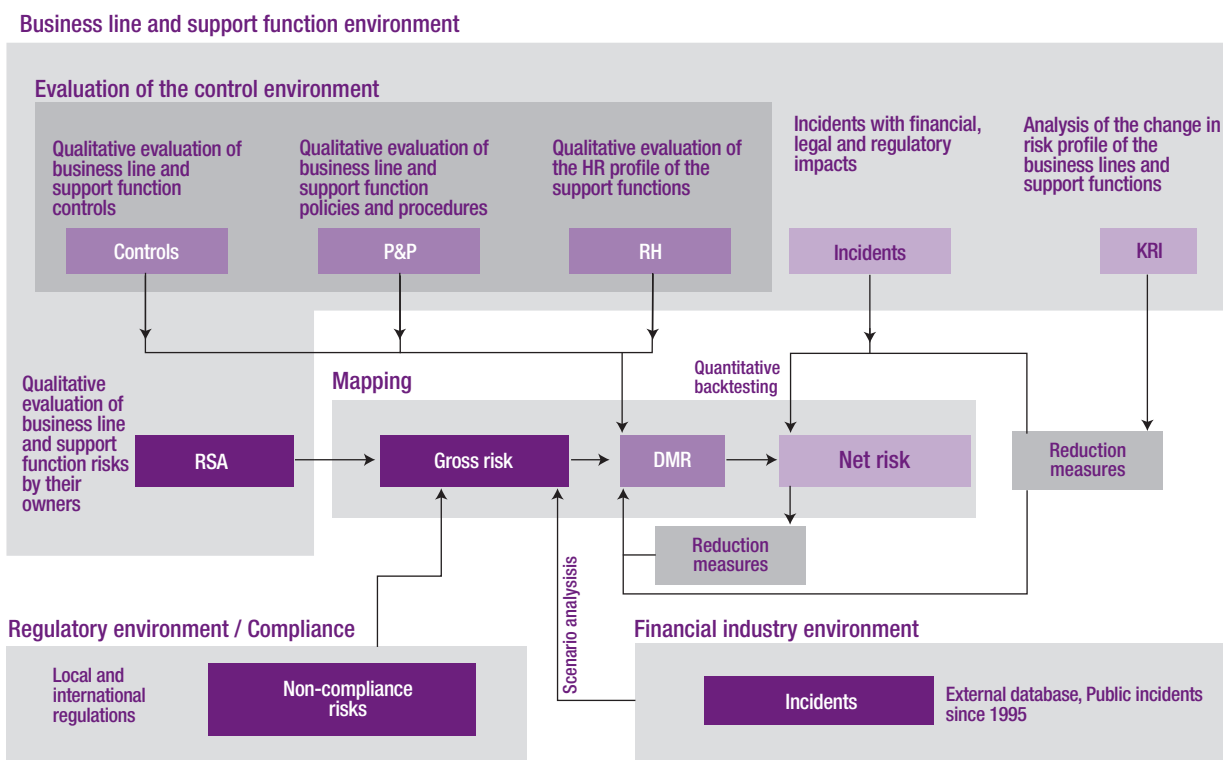 Business line and support function environment
Evaluation of the control environment
Qualitative evaluation of
business line and
support function
controls
Qualitative evaluation of
business line and
support function
policies and procedures
Qualitative evaluation of
the HR profile of the
support functions
Incidents with financial,
legal and regulatory
impacts
Analysis of the change in
risk profile of the
business lines and
support functions
Controls
P&P
RH
Incidents
KRI
Qualitative
evaluation of
business line
and support
function risks
by their
owners
RSA
Mapping
Quantitative
backtesting
Gross risk
DMR
Net risk
Reduction
measures
Reduction
measures
Scenario analysisis
Regulatory environment / Compliance
Local and
international
regulations
Non-compliance
risks
Financial industry environment
Incidents
External database, Public incidents
since 1995